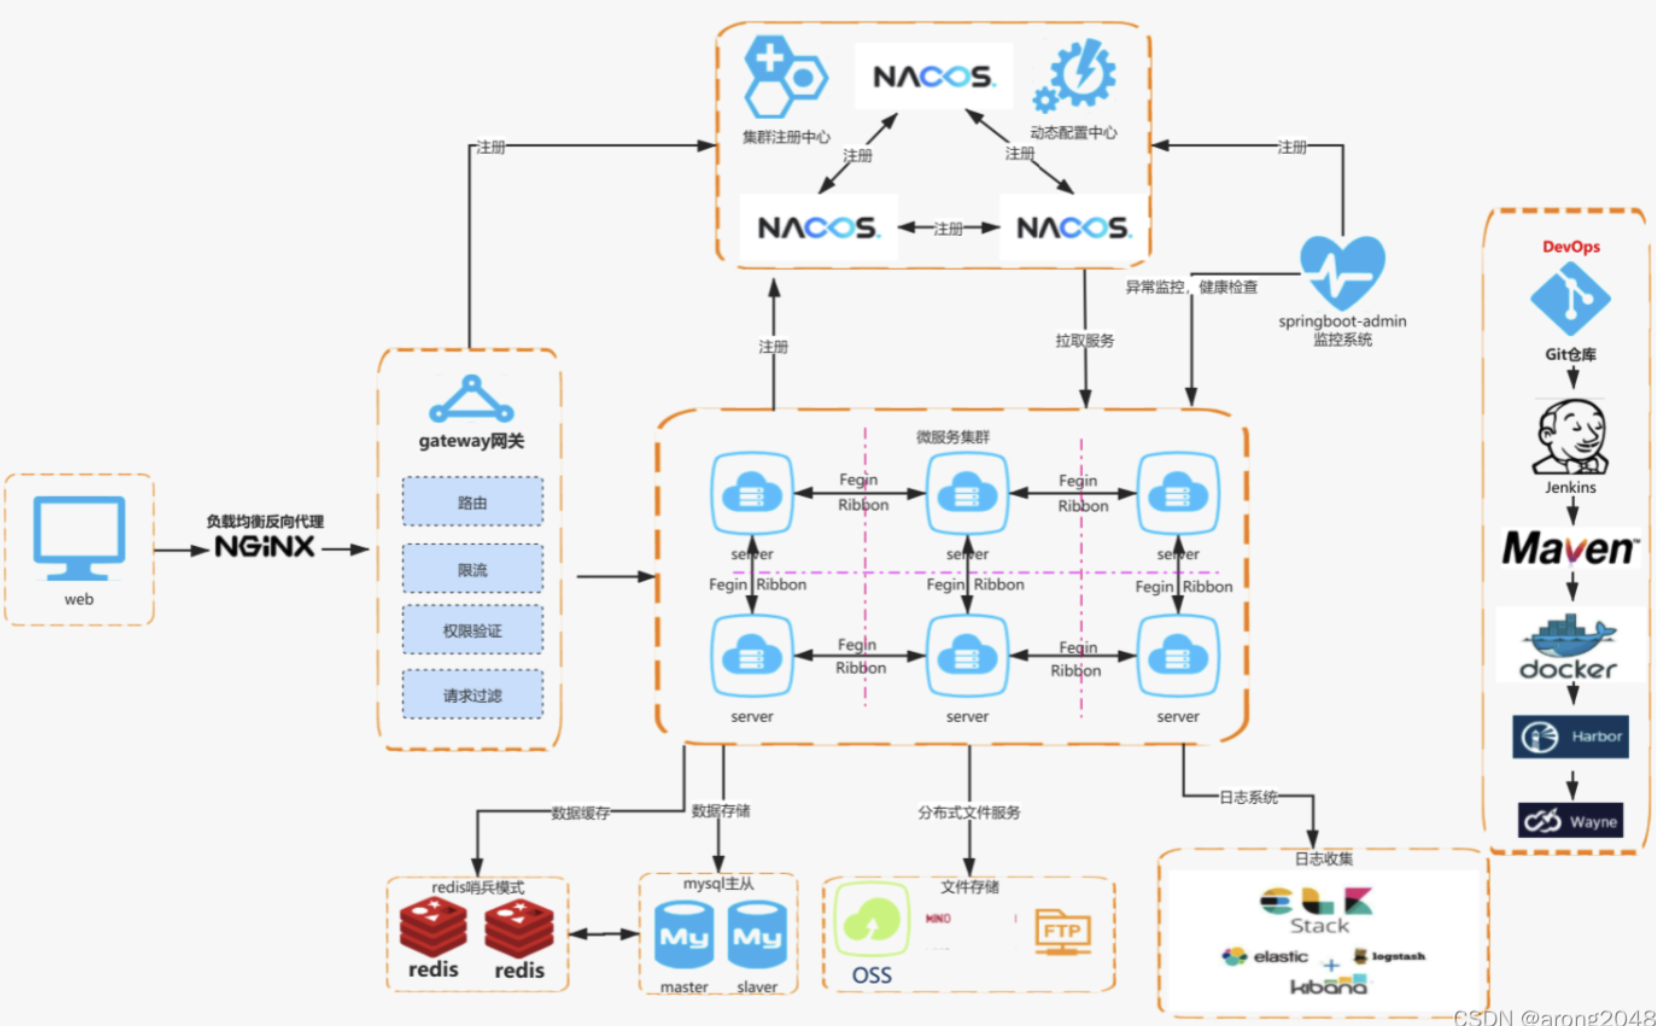 NACOS.
集群注册中心
动态配置中心
注册
注册
注册
注册
NACOS.
注册
NACOS.
DevOps
异常监控，健康检查
springboot-admin
监控系统
Git仓库
注册
拉取服务
gateway网关
微服务集群
Jenkins
路由
Fegin
Ribbon
Fegin
Ribbon
负载均衡反向代理
NGiNX
server
server
server
Maven™
限流
Fegin Ribbon
Fegin Ribbon
Fegin Ribbon
web
权限验证
Fegin
Ribbon
Fegin
Ribbon
docker
请求过滤
server
server
server
Harbor
数据缓存
数据存储
分布式文件服务
日志系统
Wayne
redis哨兵模式
mysql主从
文件存储
日志收集
My
My
MINO
FTP
ELK
Stack
redis
redis
OSS
elastic
+
logstash
kibana
master
slaver
CSDN @arong2048